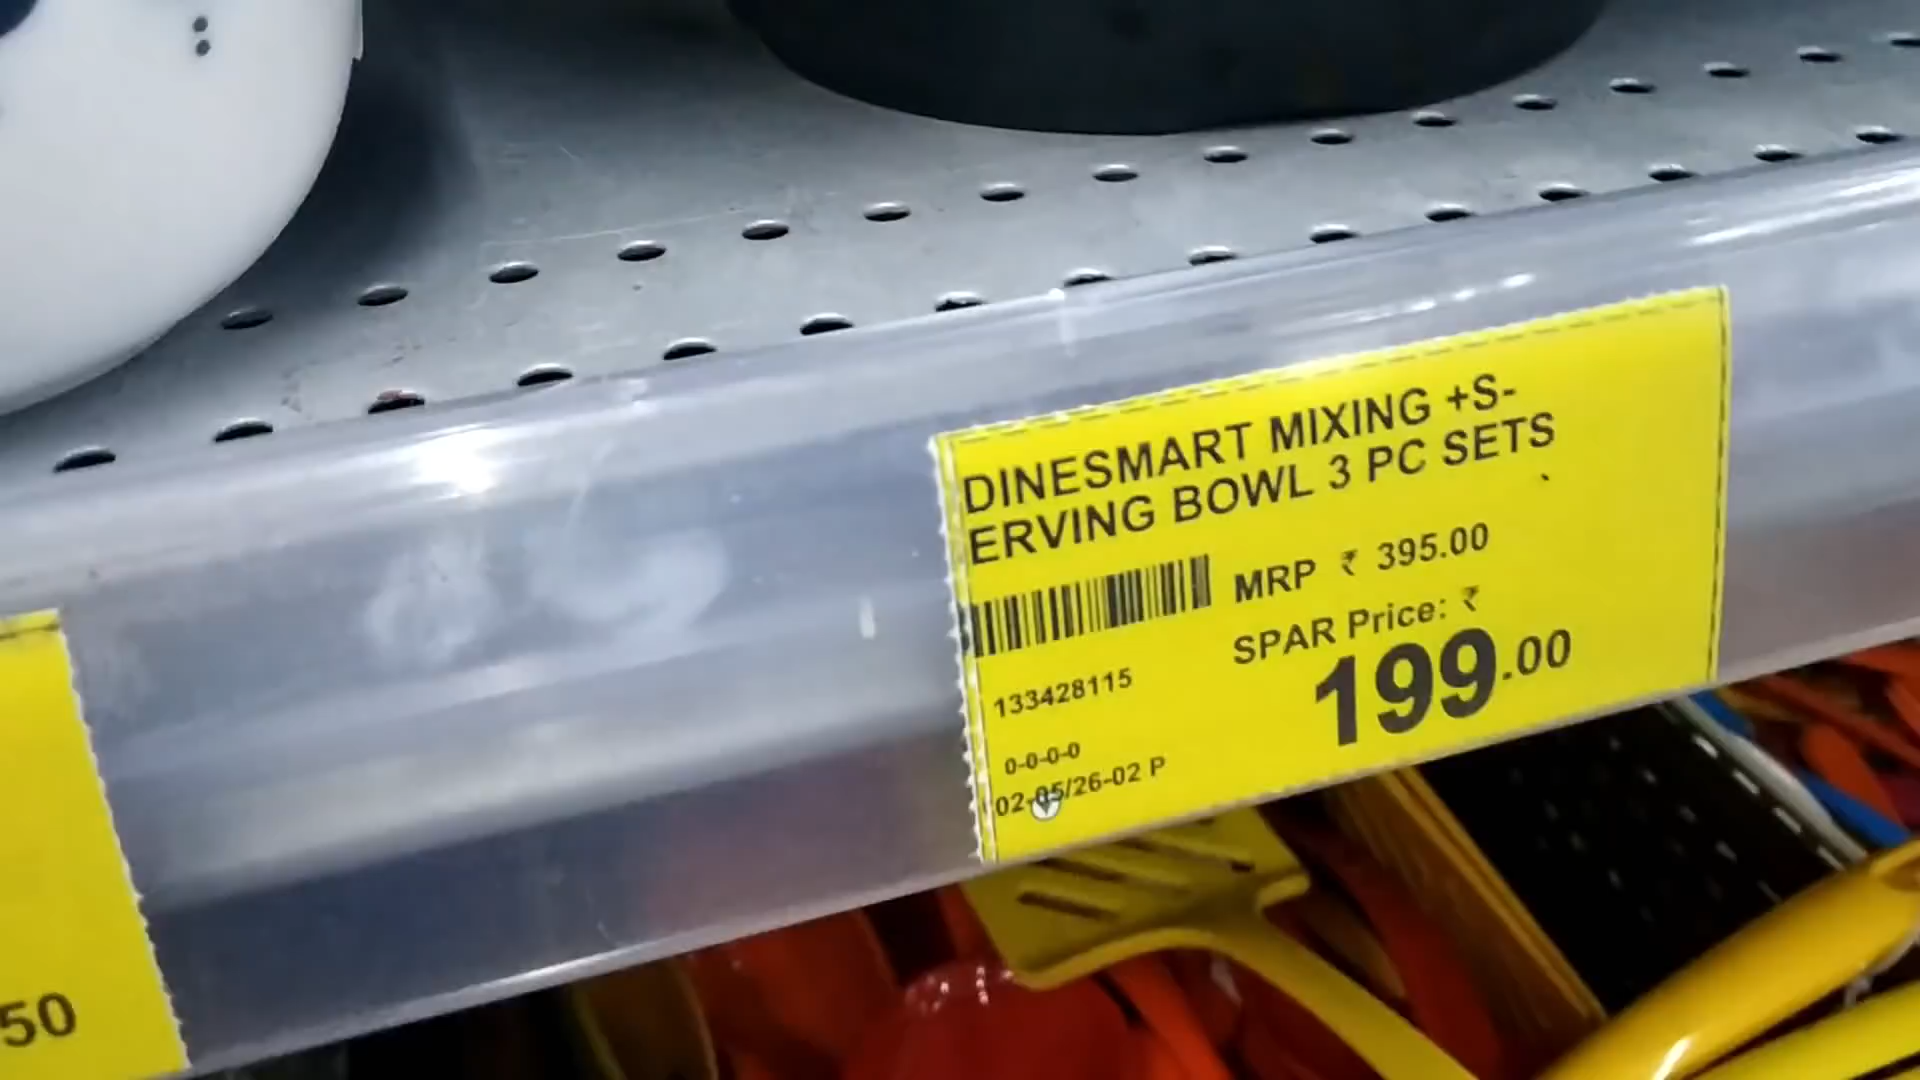 DINESMART MIXING +S-
ERVING BOWL 3 PC SETS
MRP ₹ 395.00
SPAR Price: ₹
199.00
133428115
0-0-0-0
02-05/26-02 P
50